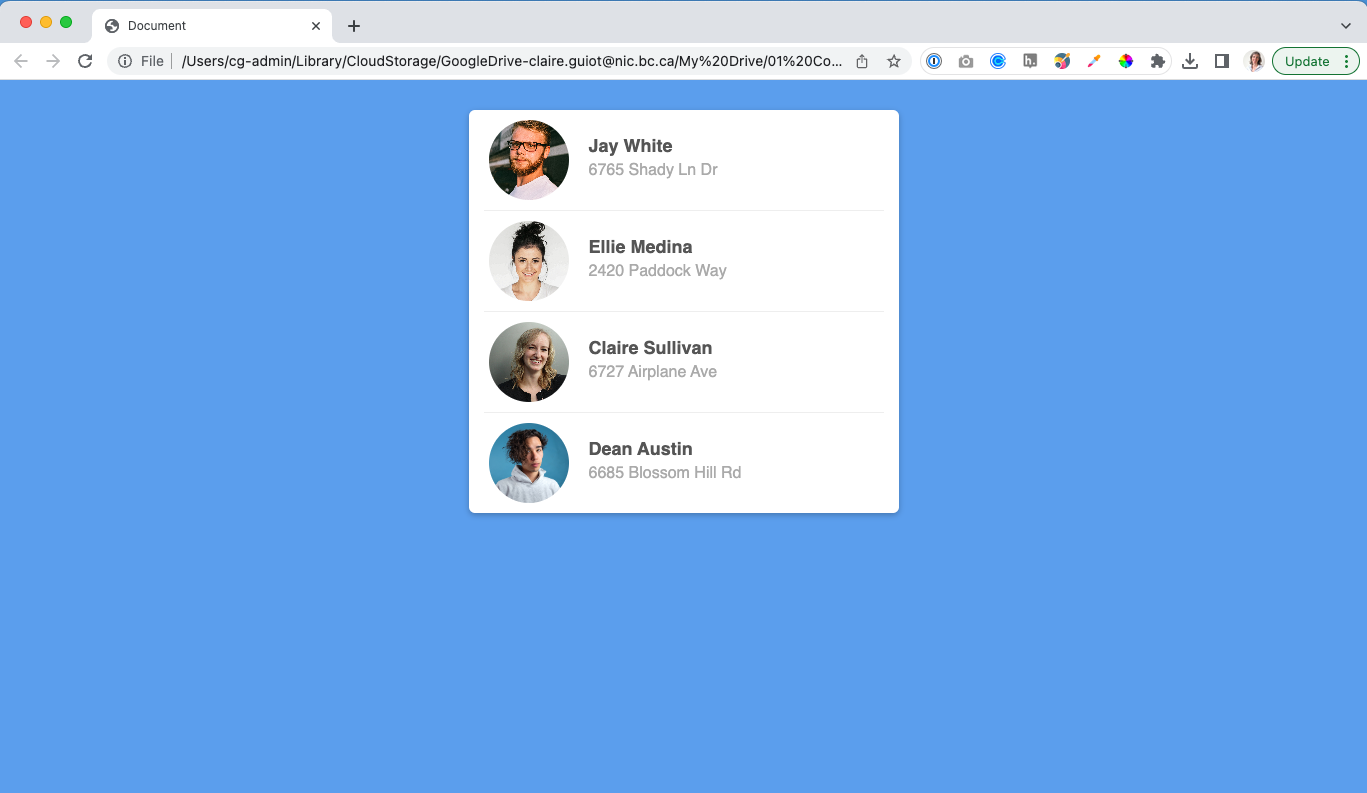 Document
File
/Users/cg-admin/Library/CloudStorage/GoogleDrive-claire.guiot@nic.bc.ca/My%20Drive/01%20Co...
h.
Update
Jay White
6765 Shady Ln Dr
Ellie Medina
2420 Paddock Way
Claire Sullivan
6727 Airplane Ave
Dean Austin
6685 Blossom Hill Rd